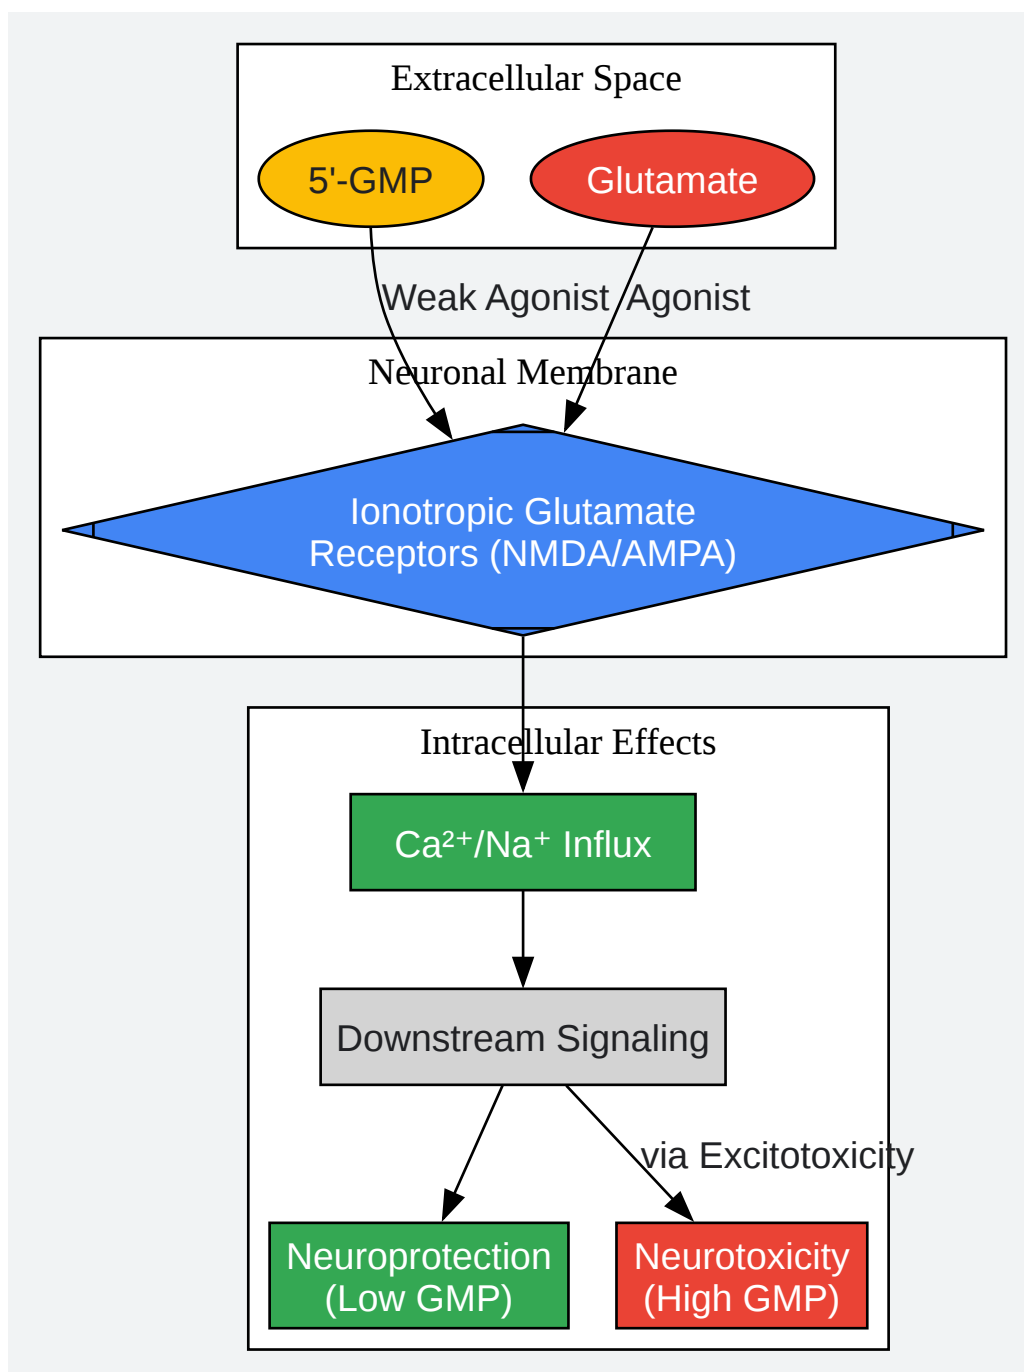 Extracellular Space
5'-GMP
Glutamate
Weak Agonist
Agonist
Neuronal Membrane
Ionotropic Glutamate
Receptors (NMDA/AMPA)
Intracellular Effects
Ca²⁺/Na⁺ Influx
Downstream Signaling
via Excitotoxicity
Neuroprotection
(Low GMP)
Neurotoxicity
(High GMP)